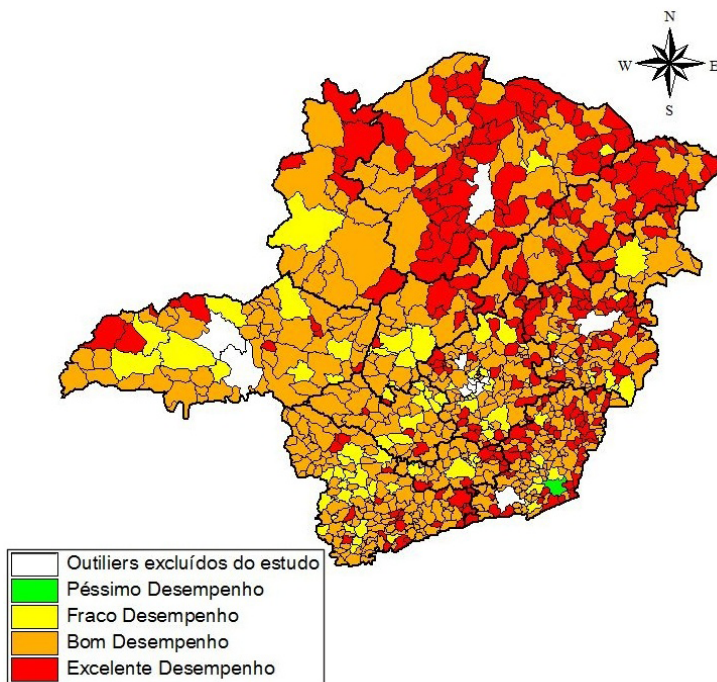 N
W E
S
Outiliers excluídos do estudo
Péssimo Desempenho
Fraco Desempenho
Bom Desempenho
Excelente Desempenho